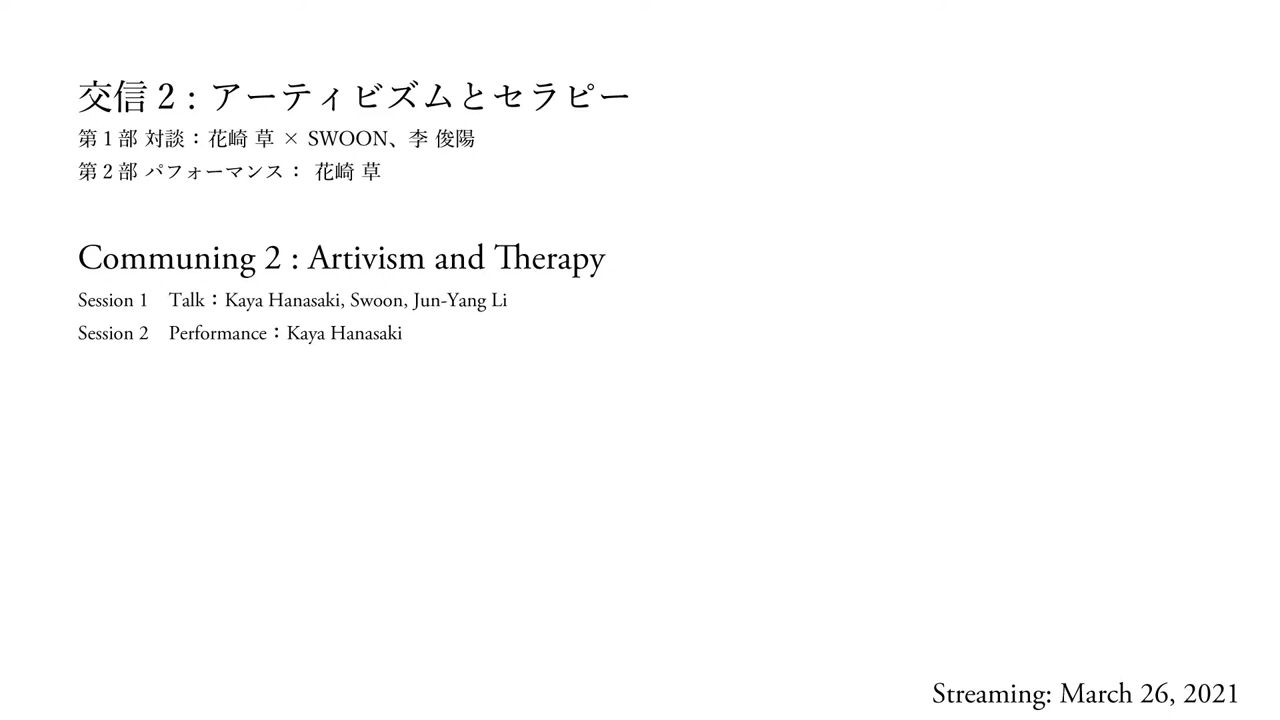 交信 2 : アーティビズムとセラピー
第 1 部 対談：花崎 草 × SWOON、李 俊陽
第 2 部 パフォーマンス： 花崎 草
Communing 2 : Artivism and Therapy
Session 1　Talk：Kaya Hanasaki, Swoon, Jun-Yang Li
Session 2　Performance：Kaya Hanasaki
Streaming: March 26, 2021